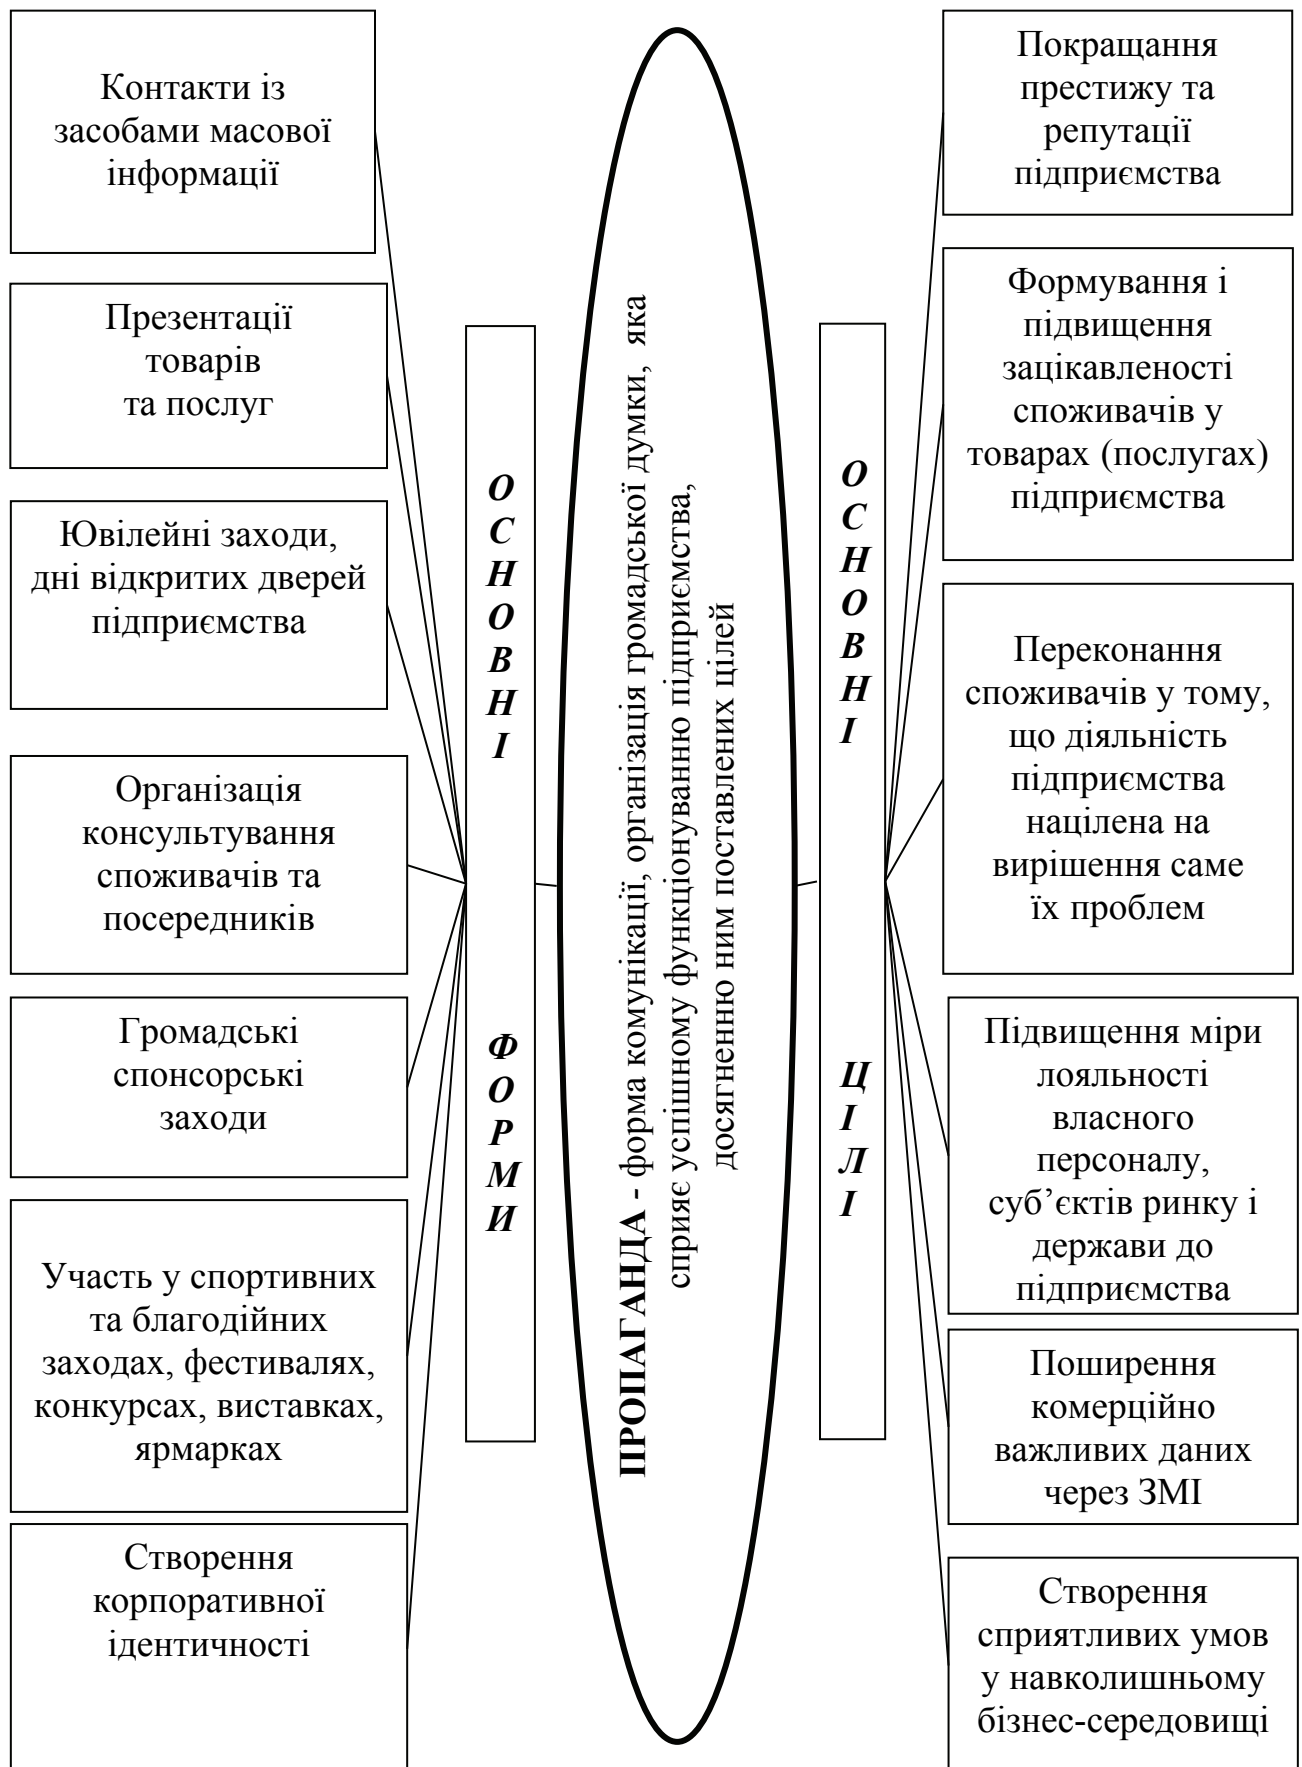 Контакти із
засобами масової
інформації
Презентації
товарів
та послуг
Ювілейні заходи,
дні відкритих дверей
підприємства
Організація
консультування
споживачів та
посередників
Громадські
спонсорські
заходи
Участь у спортивних
та благодійних
заходах, фестивалях,
конкурсах, виставках,
ярмарках
Створення
корпоративної
ідентичності
ОСНОВНІ ФОРМИ
ПРОПАГАНДА - форма комунікації, організація громадської думки, яка
сприяє успішному функціонуванню підприємства,
досягненню ним поставлених цілей
ОСНОВНІ ЦІЛІ
Покращання
престижу та
репутації
підприємства
Формування і
підвищення
зацікавленості
споживачів у
товарах (послугах)
підприємства
Переконання
споживачів у тому,
що діяльність
підприємства
націлена на
вирішення саме
їх проблем
Підвищення міри
лояльності
власного
персоналу,
суб’єктів ринку і
держави до
підприємства
Поширення
комерційно
важливих даних
через ЗМІ
Створення
сприятливих умов
у навколишньому
бізнес-середовищі